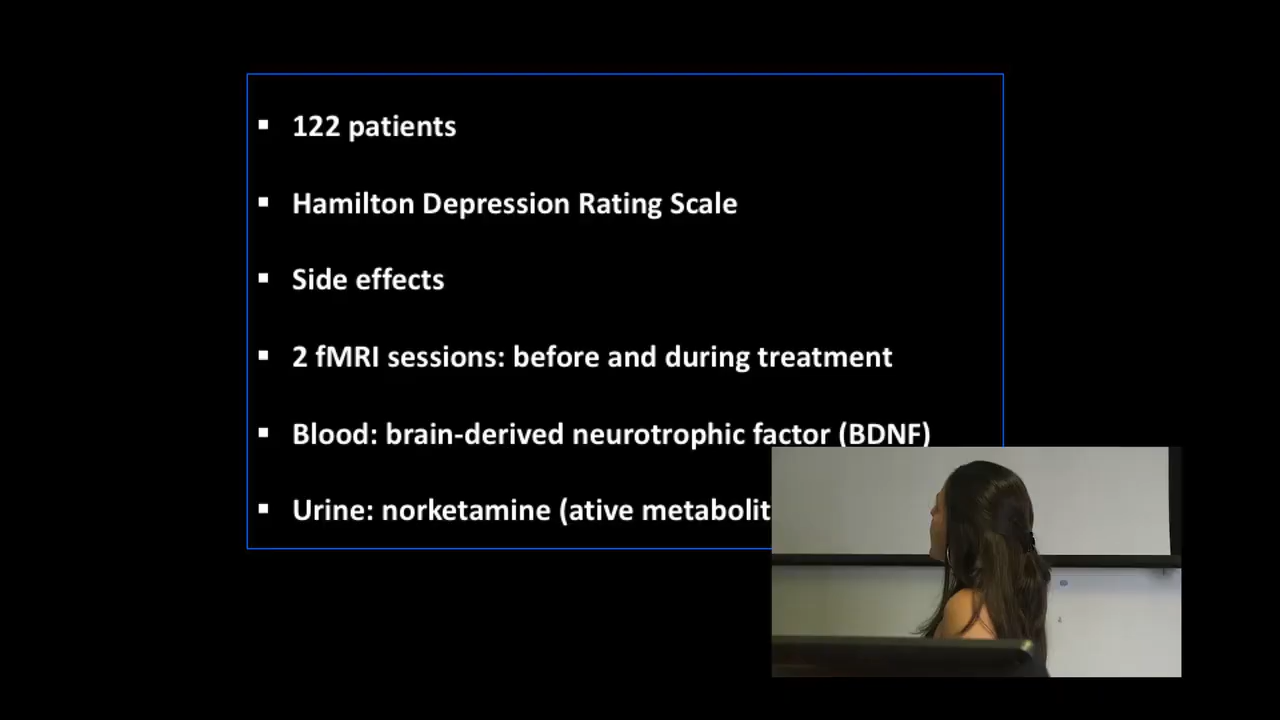 ▪ 122 patients
▪ Hamilton Depression Rating Scale
▪ Side effects
▪ 2 fMRI sessions: before and during treatment
▪ Blood: brain-derived neurotrophic factor (BDNF)
▪ Urine: norketamine (ative metabolit